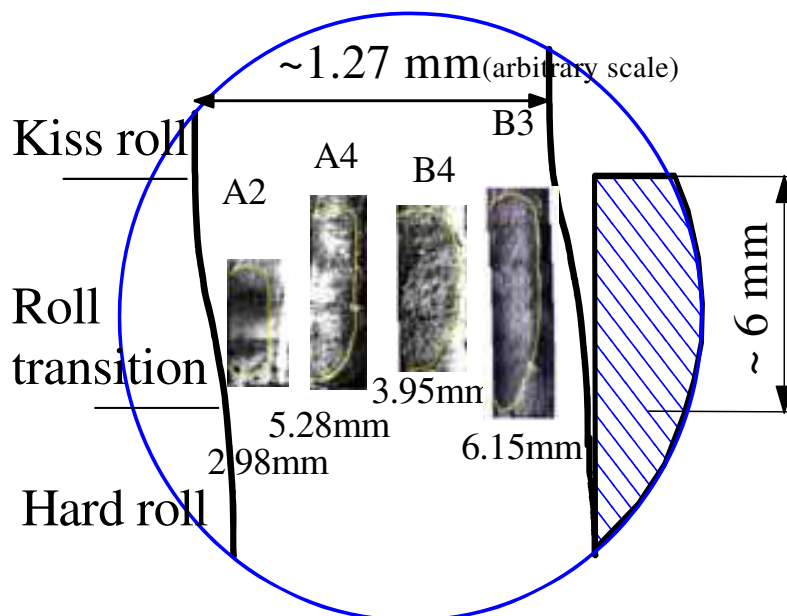 ~1.27 mm(arbitrary scale)
Kiss roll
B3
A4
B4
A2
Roll
transition
~ 6 mm
3.95mm
5.28mm
6.15mm
2.98mm
Hard roll